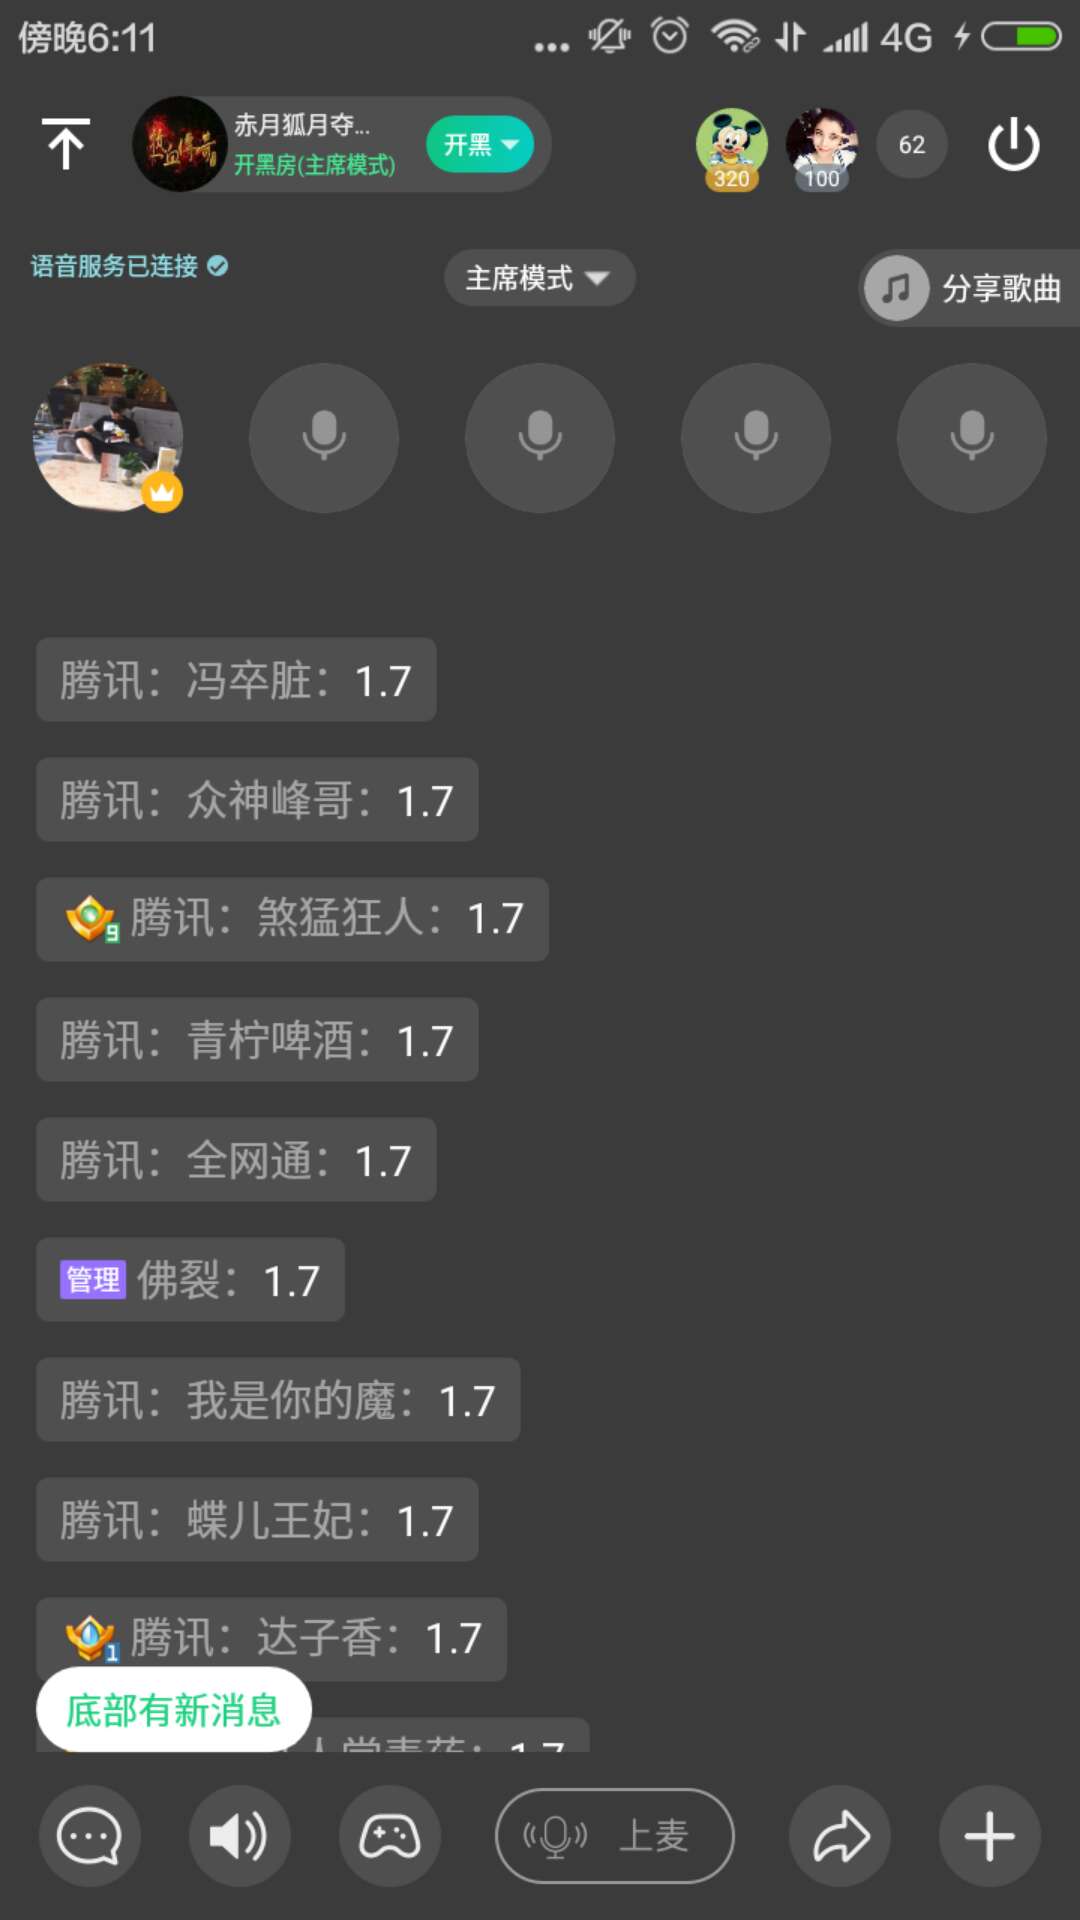 傍晚6:11
4G
热血传奇
赤月狐月夺...
开黑房(主席模式)
开黑
320
100
62
语音服务已连接
主席模式
分享歌曲
腾讯：冯卒脏：1.7
腾讯：众神峰哥：1.7
9 腾讯：煞猛狂人：1.7
腾讯：青柠啤酒：1.7
腾讯：全网通：1.7
管理 佛裂：1.7
腾讯：我是你的魔：1.7
腾讯：蝶儿王妃：1.7
1 腾讯：达子香：1.7
底部有新消息
上麦